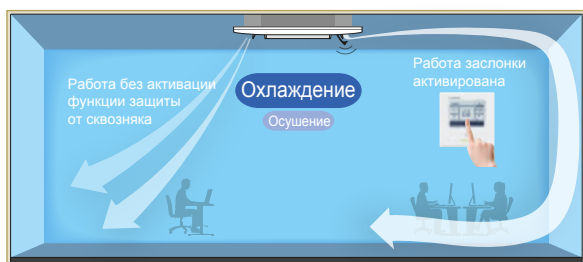 Работа без активации
функции защиты
от сквозняка
Охлаждение
Осушение
Работа заслонки
активирована